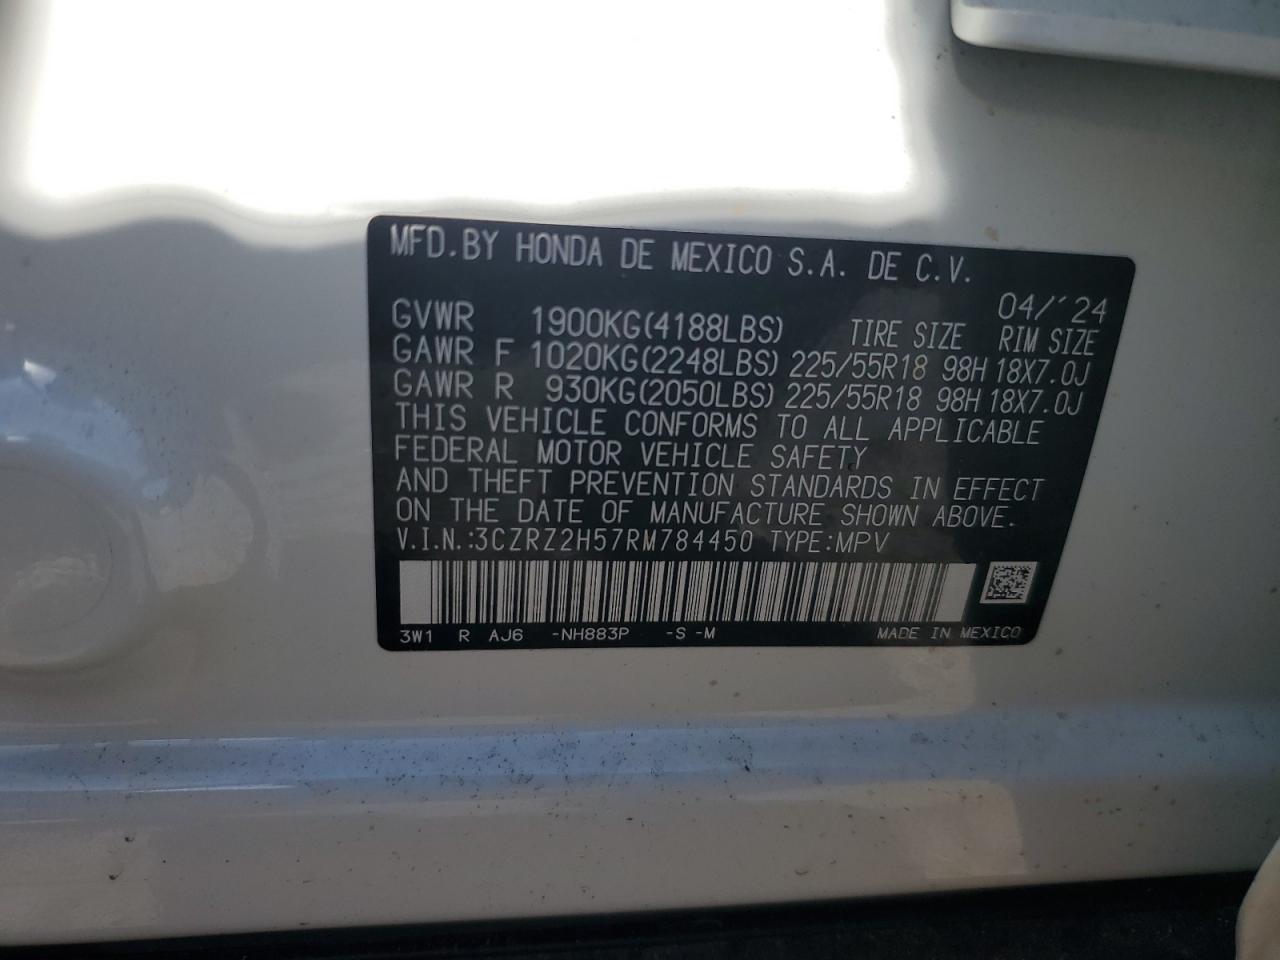 MFD.BY HONDA DE MEXICO S.A. DE C.V.
04/´24
GVWR 1900KG(4188LBS) TIRE SIZE RIM SIZE
GAWR F 1020KG(2248LBS) 225/55R18 98H 18X7.0J
GAWR R 930KG(2050LBS) 225/55R18 98H 18X7.0J
THIS VEHICLE CONFORMS TO ALL APPLICABLE
FEDERAL MOTOR VEHICLE SAFETY
AND THEFT PREVENTION STANDARDS IN EFFECT
ON THE DATE OF MANUFACTURE SHOWN ABOVE.
V.I.N.:3CZRZ2H57RM784450 TYPE:MPV
3W1 R AJ6 -NH883P -S -M MADE IN MEXICO